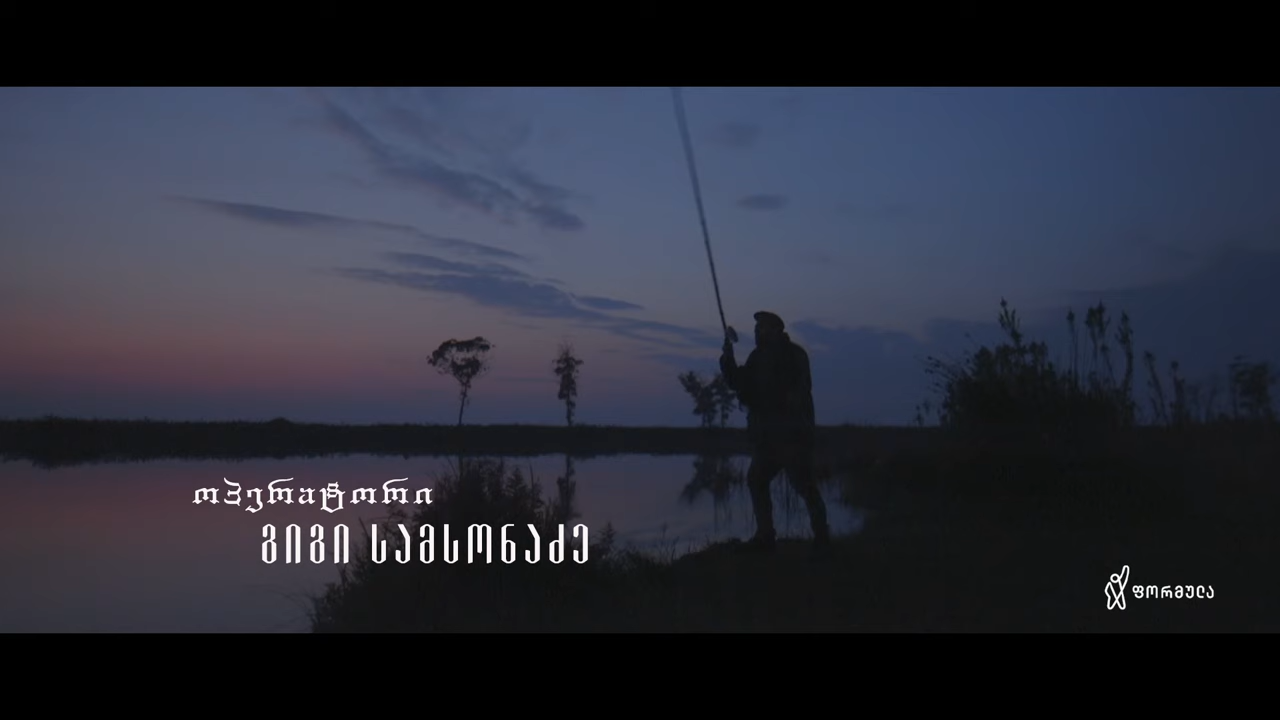 ოპერატორი
გიგი სამსონაძე
ფორმულა